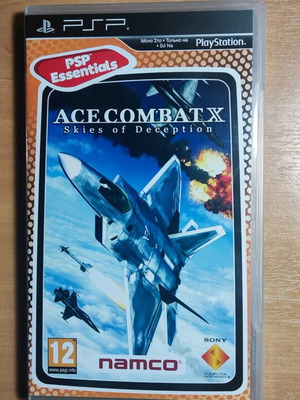 PSP
Μόνο Στο • Только на
• Só Na
PlayStation.
PSP
Essentials
ACE COMBAT X
Skies of Deception
12
www.pegi.info
namco
SONY
COMPUTER